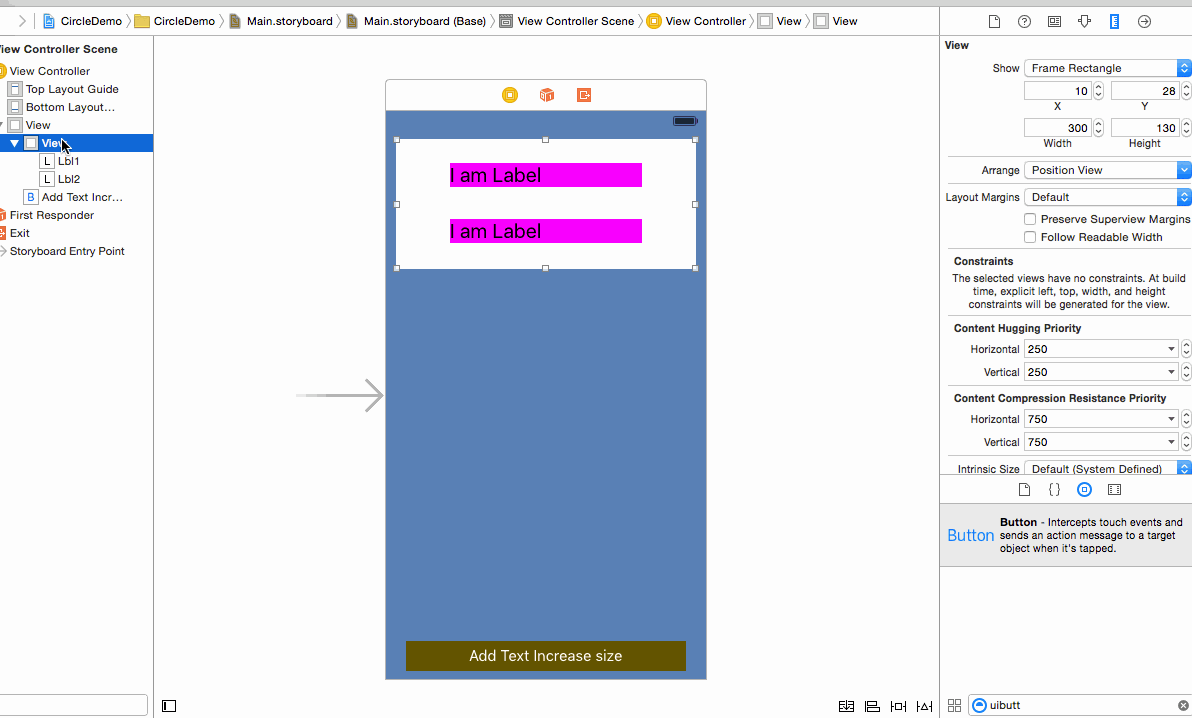 CircleDemo
CircleDemo
Main.storyboard
Main.storyboard (Base)
View Controller Scene
View Controller
View
View
View Controller Scene
View Controller
Top Layout Guide
Bottom Layout...
View
View
L Lbl1
L Lbl2
B Add Text Incr...
First Responder
Exit
Storyboard Entry Point
I am Label
I am Label
Add Text Increase size
View
Show Frame Rectangle
10 28
X Y
300 130
Width Height
Arrange Position View
Layout Margins Default
Preserve Superview Margins
Follow Readable Width
Constraints
The selected views have no constraints. At build
time, explicit left, top, width, and height
constraints will be generated for the view.
Content Hugging Priority
Horizontal 250
Vertical 250
Content Compression Resistance Priority
Horizontal 750
Vertical 750
Intrinsic Size Default (System Defined)
{ }
Button
Button - Intercepts touch events and
sends an action message to a target
object when it's tapped.
uibutt